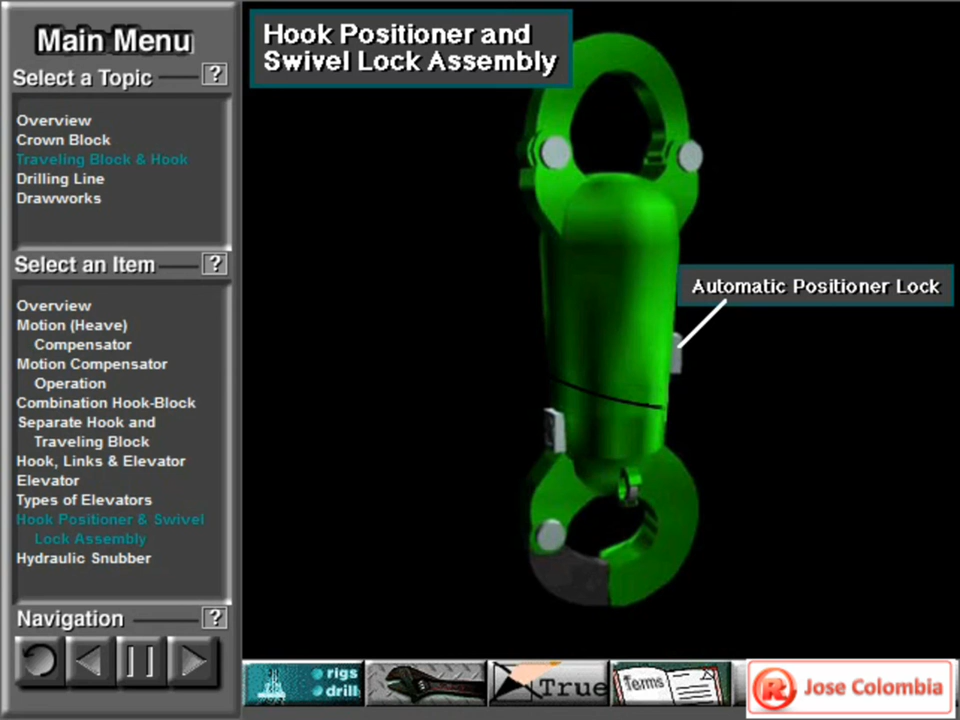 Main Menu
Select a Topic ?
Overview
Crown Block
Traveling Block & Hook
Drilling Line
Drawworks
Select an Item ?
Overview
Motion (Heave)
Compensator
Motion Compensator
Operation
Combination Hook-Block
Separate Hook and
Traveling Block
Hook, Links & Elevator
Elevator
Types of Elevators
Hook Positioner & Swivel
Lock Assembly
Hydraulic Snubber
Navigation ?
Hook Positioner and
Swivel Lock Assembly
Automatic Positioner Lock
rigs
drill
True
Terms
R Jose Colombia